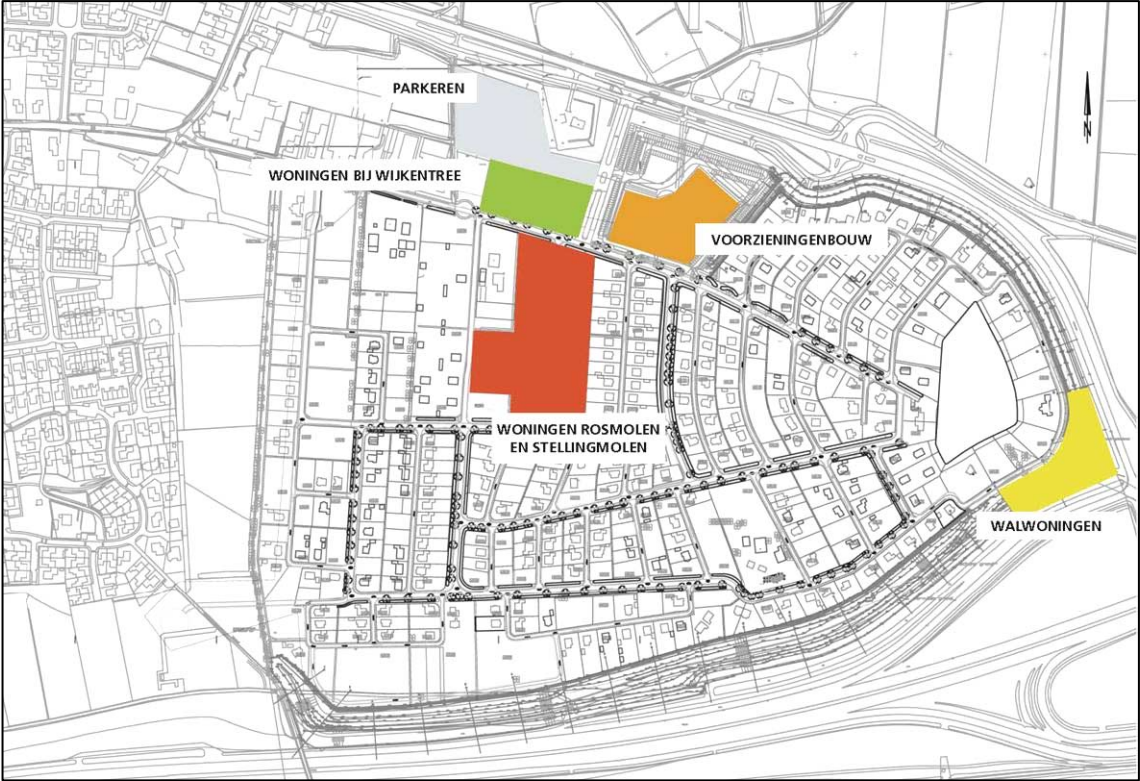 PARKEREN
N
WONINGEN BIJ WIJKENTREE
VOORZIENINGENBOUW
WONINGEN ROSMOLEN
EN STELLINGMOLEN
WALWONINGEN